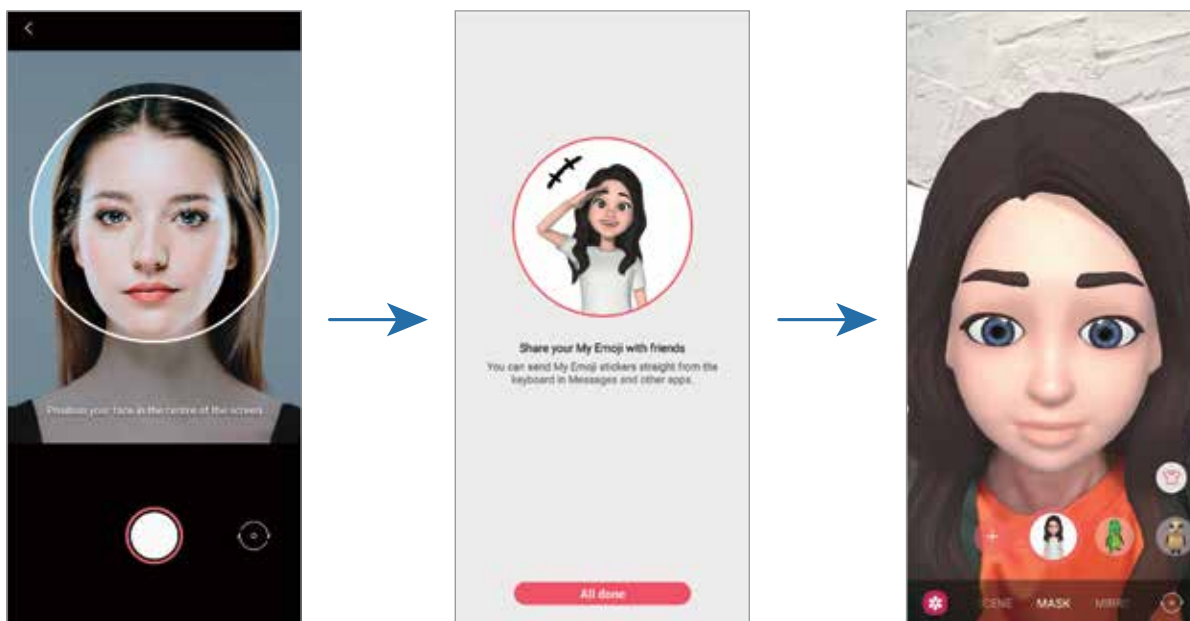 Position your face in the centre of the screen.
Share your My Emoji with friends
You can send My Emoji stickers straight from the
keyboard in Messages and other apps.
All done
SCENE MASK